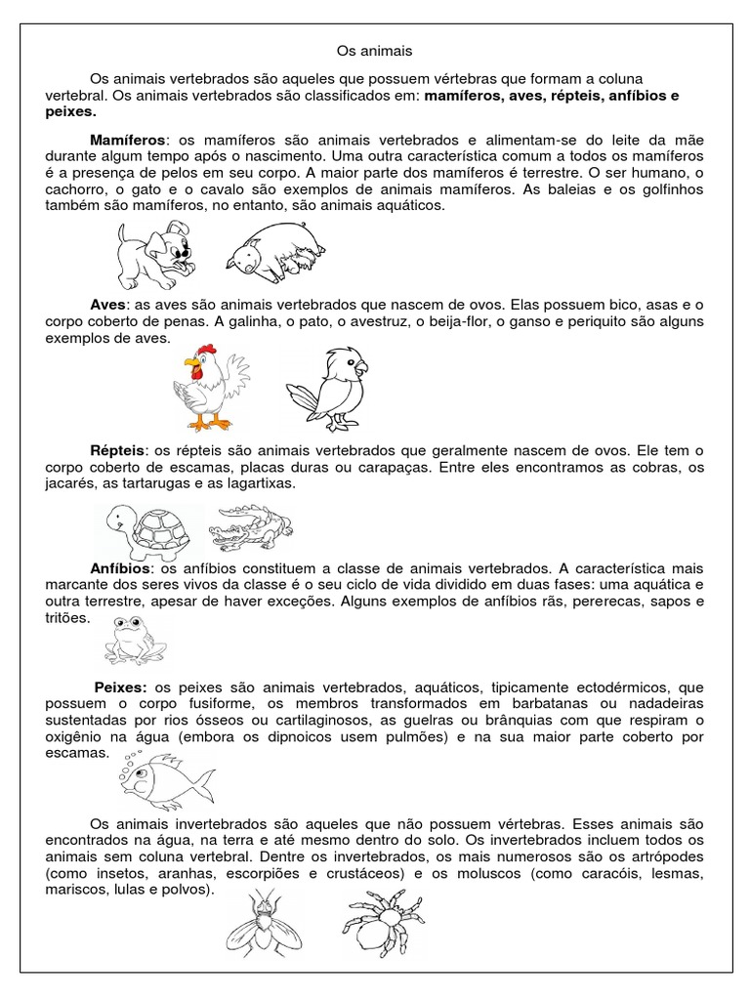 Os animais
Os animais vertebrados são aqueles que possuem vértebras que formam a coluna
vertebral. Os animais vertebrados são classificados em: mamíferos, aves, répteis, anfíbios e
peixes.
Mamíferos: os mamíferos são animais vertebrados e alimentam-se do leite da mãe
durante algum tempo após o nascimento. Uma outra característica comum a todos os mamíferos
é a presença de pelos em seu corpo. A maior parte dos mamíferos é terrestre. O ser humano, o
cachorro, o gato e o cavalo são exemplos de animais mamíferos. As baleias e os golfinhos
também são mamíferos, no entanto, são animais aquáticos.
Aves: as aves são animais vertebrados que nascem de ovos. Elas possuem bico, asas e o
corpo coberto de penas. A galinha, o pato, o avestruz, o beija-flor, o ganso e periquito são alguns
exemplos de aves.
Répteis: os répteis são animais vertebrados que geralmente nascem de ovos. Ele tem o
corpo coberto de escamas, placas duras ou carapaças. Entre eles encontramos as cobras, os
jacarés, as tartarugas e as lagartixas.
Anfíbios: os anfíbios constituem a classe de animais vertebrados. A característica mais
marcante dos seres vivos da classe é o seu ciclo de vida dividido em duas fases: uma aquática e
outra terrestre, apesar de haver exceções. Alguns exemplos de anfíbios rãs, pererecas, sapos e
tritões.
Peixes: os peixes são animais vertebrados, aquáticos, tipicamente ectodérmicos, que
possuem o corpo fusiforme, os membros transformados em barbatanas ou nadadeiras
sustentadas por rios ósseos ou cartilaginosos, as guelras ou brânquias com que respiram o
oxigênio na água (embora os dipnoicos usem pulmões) e na sua maior parte coberto por
escamas.
Os animais invertebrados são aqueles que não possuem vértebras. Esses animais são
encontrados na água, na terra e até mesmo dentro do solo. Os invertebrados incluem todos os
animais sem coluna vertebral. Dentre os invertebrados, os mais numerosos são os artrópodes
(como insetos, aranhas, escorpiões e crustáceos) e os moluscos (como caracóis, lesmas,
mariscos, lulas e polvos).